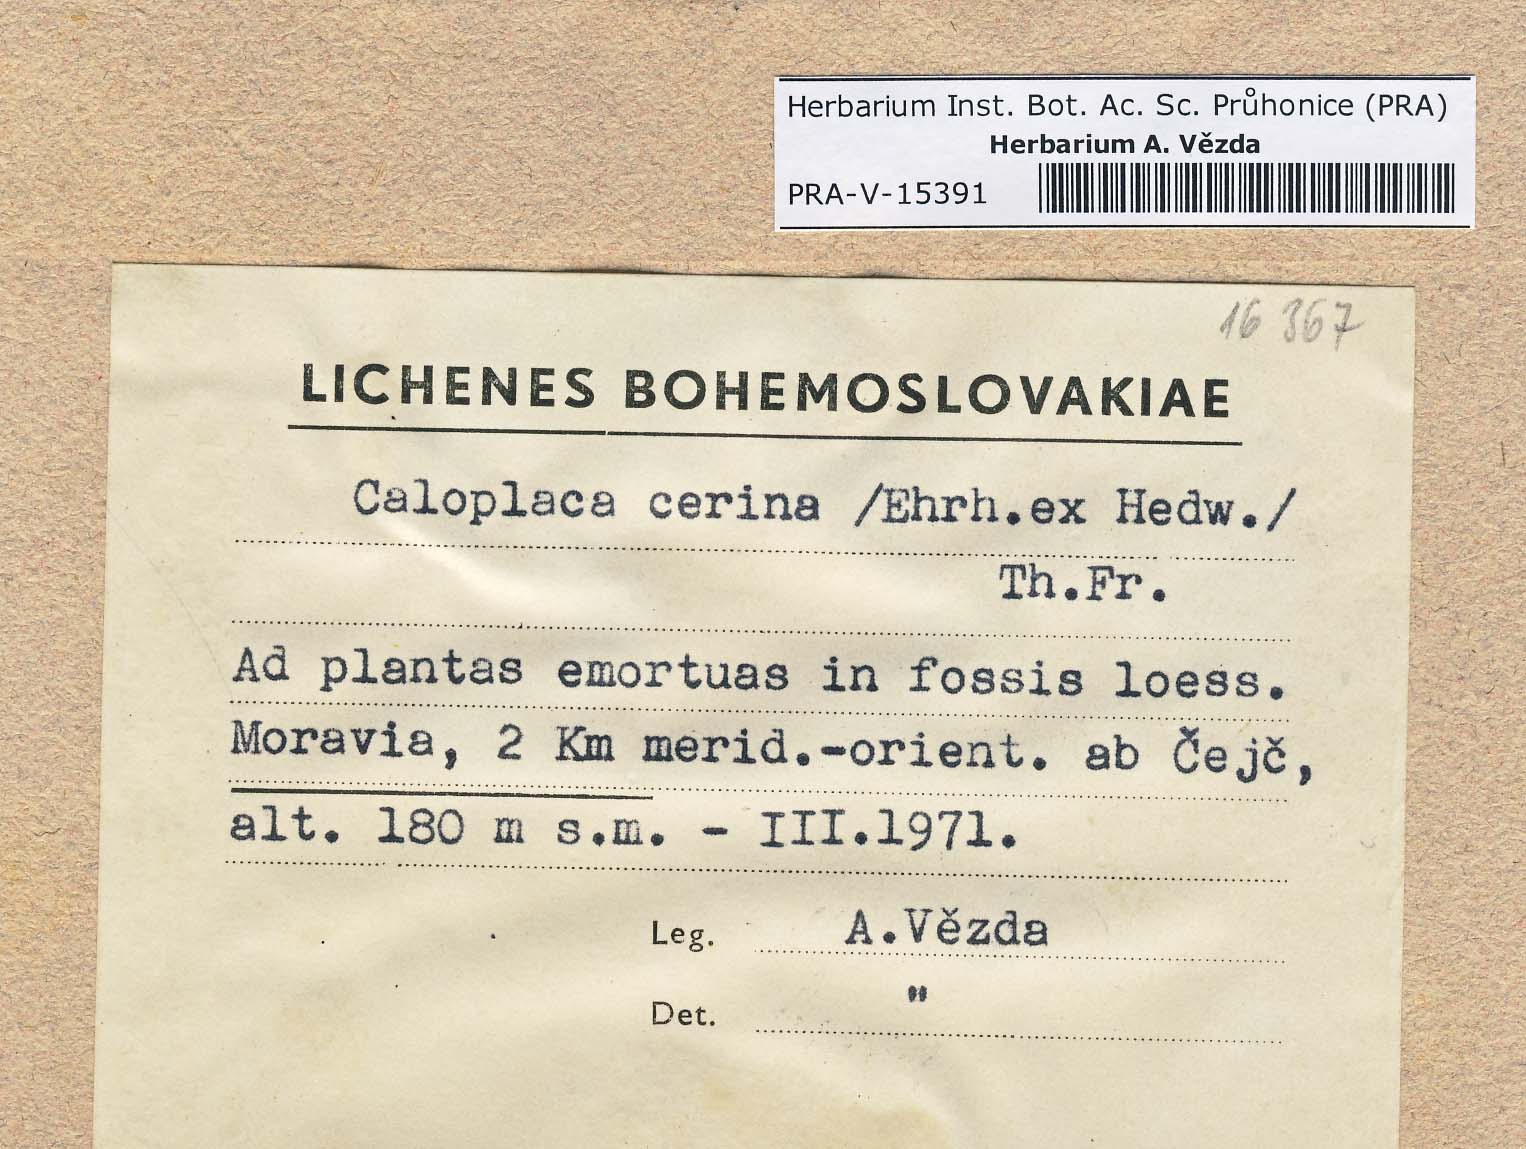 Herbarium Inst. Bot. Ac. Sc. Průhonice (PRA)
Herbarium A. Vězda
PRA-V-15391
16 367
LICHENES BOHEMOSLOVAKIAE
Caloplaca cerina /Ehrh.ex Hedw./
Th.Fr.
Ad plantas emortuas in fossis loess.
Moravia, 2 Km merid.-orient. ab Čejč,
alt. 180 m s.m. - III.1971.
Leg. A.Vězda
Det. "